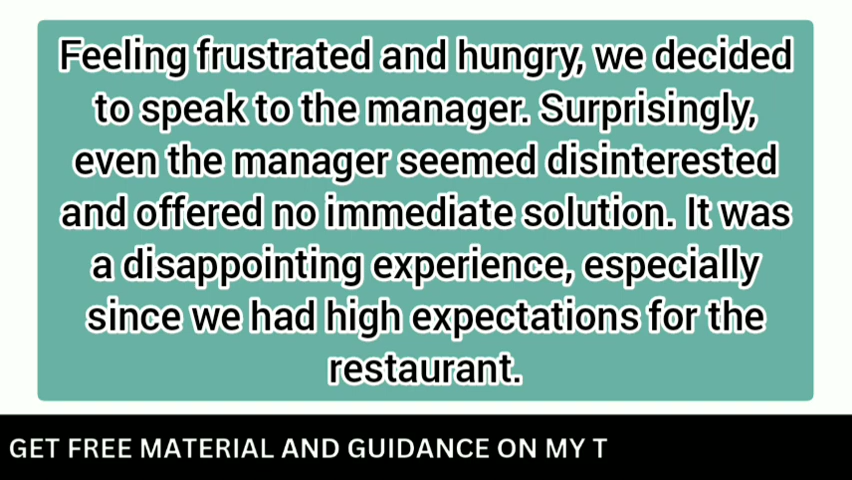 Feeling frustrated and hungry, we decided
to speak to the manager. Surprisingly,
even the manager seemed disinterested
and offered no immediate solution. It was
a disappointing experience, especially
since we had high expectations for the
restaurant.
GET FREE MATERIAL AND GUIDANCE ON MY T